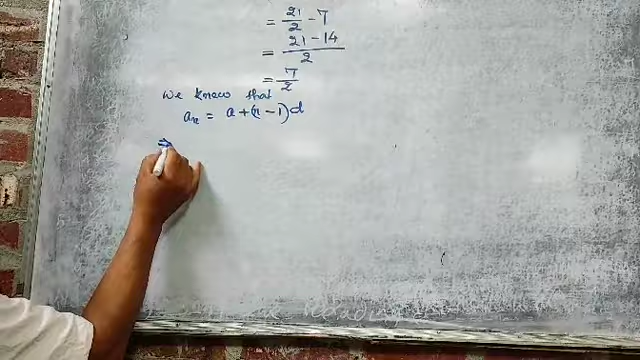 = 21/2 - 7
= 21 - 14 / 2
= 7/2
we know that
aₙ = a + (n - 1)d
⇒